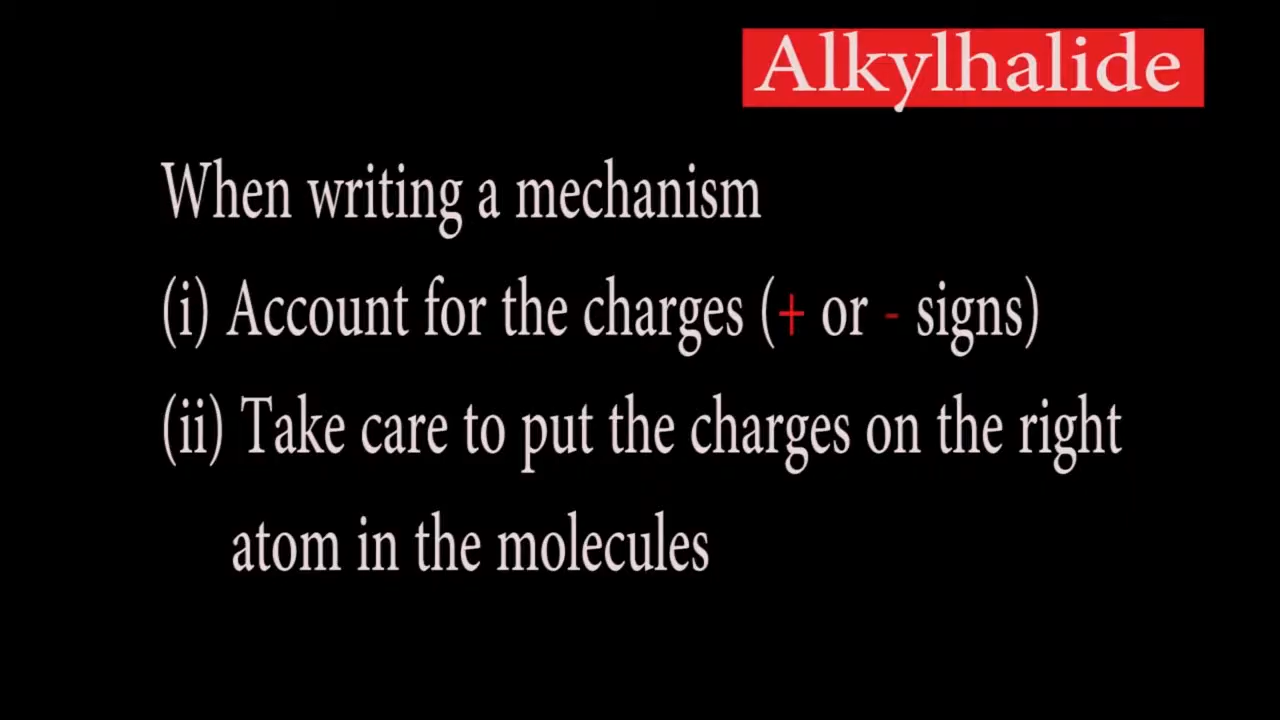 Alkylhalide
When writing a mechanism
(i) Account for the charges (+ or - signs)
(ii) Take care to put the charges on the right
atom in the molecules